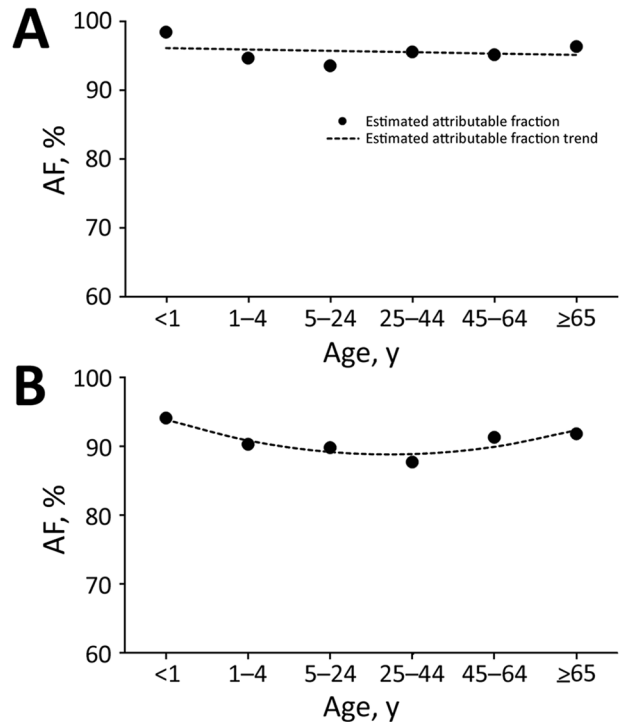 A
100
90
80
70
60
AF, %
Estimated attributable fraction
Estimated attributable fraction trend
<1 1–4 5–24 25–44 45–64 ≥65
Age, y
B
100
90
80
70
60
AF, %
<1 1–4 5–24 25–44 45–64 ≥65
Age, y